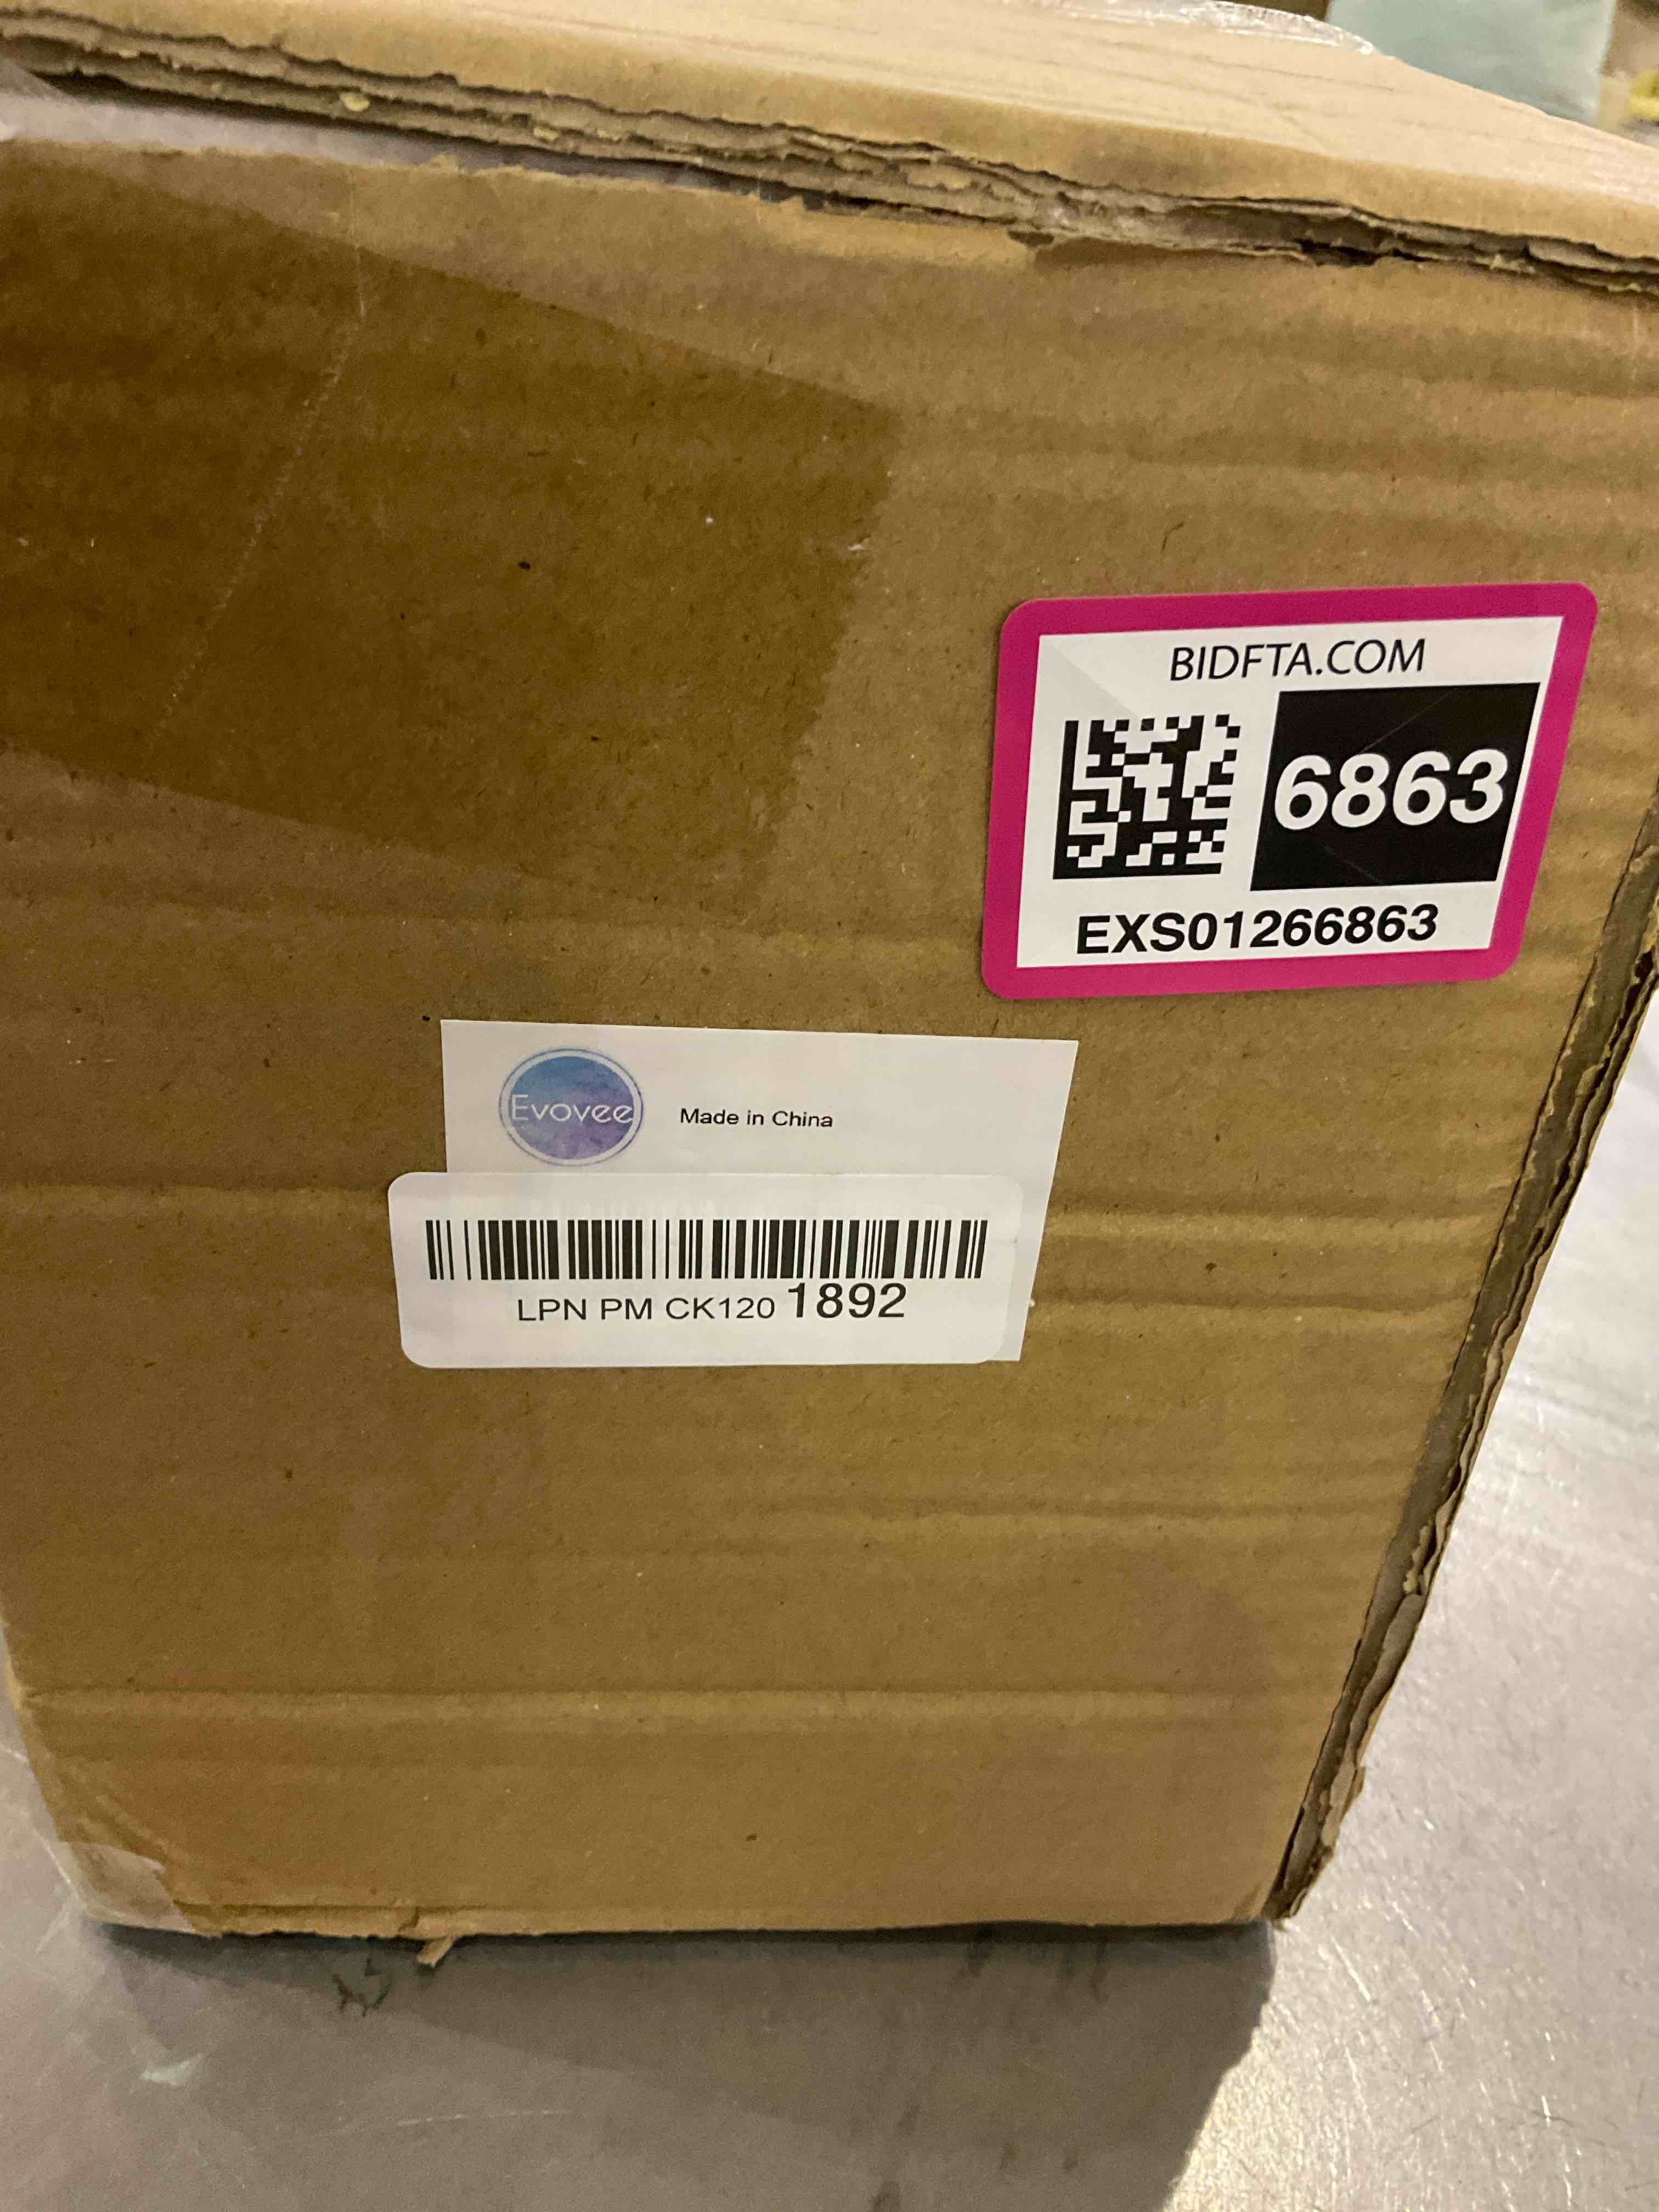 BIDFTA.COM
6863
EXS01266863
Evovee
Made in China
LPN PM CK120 1892